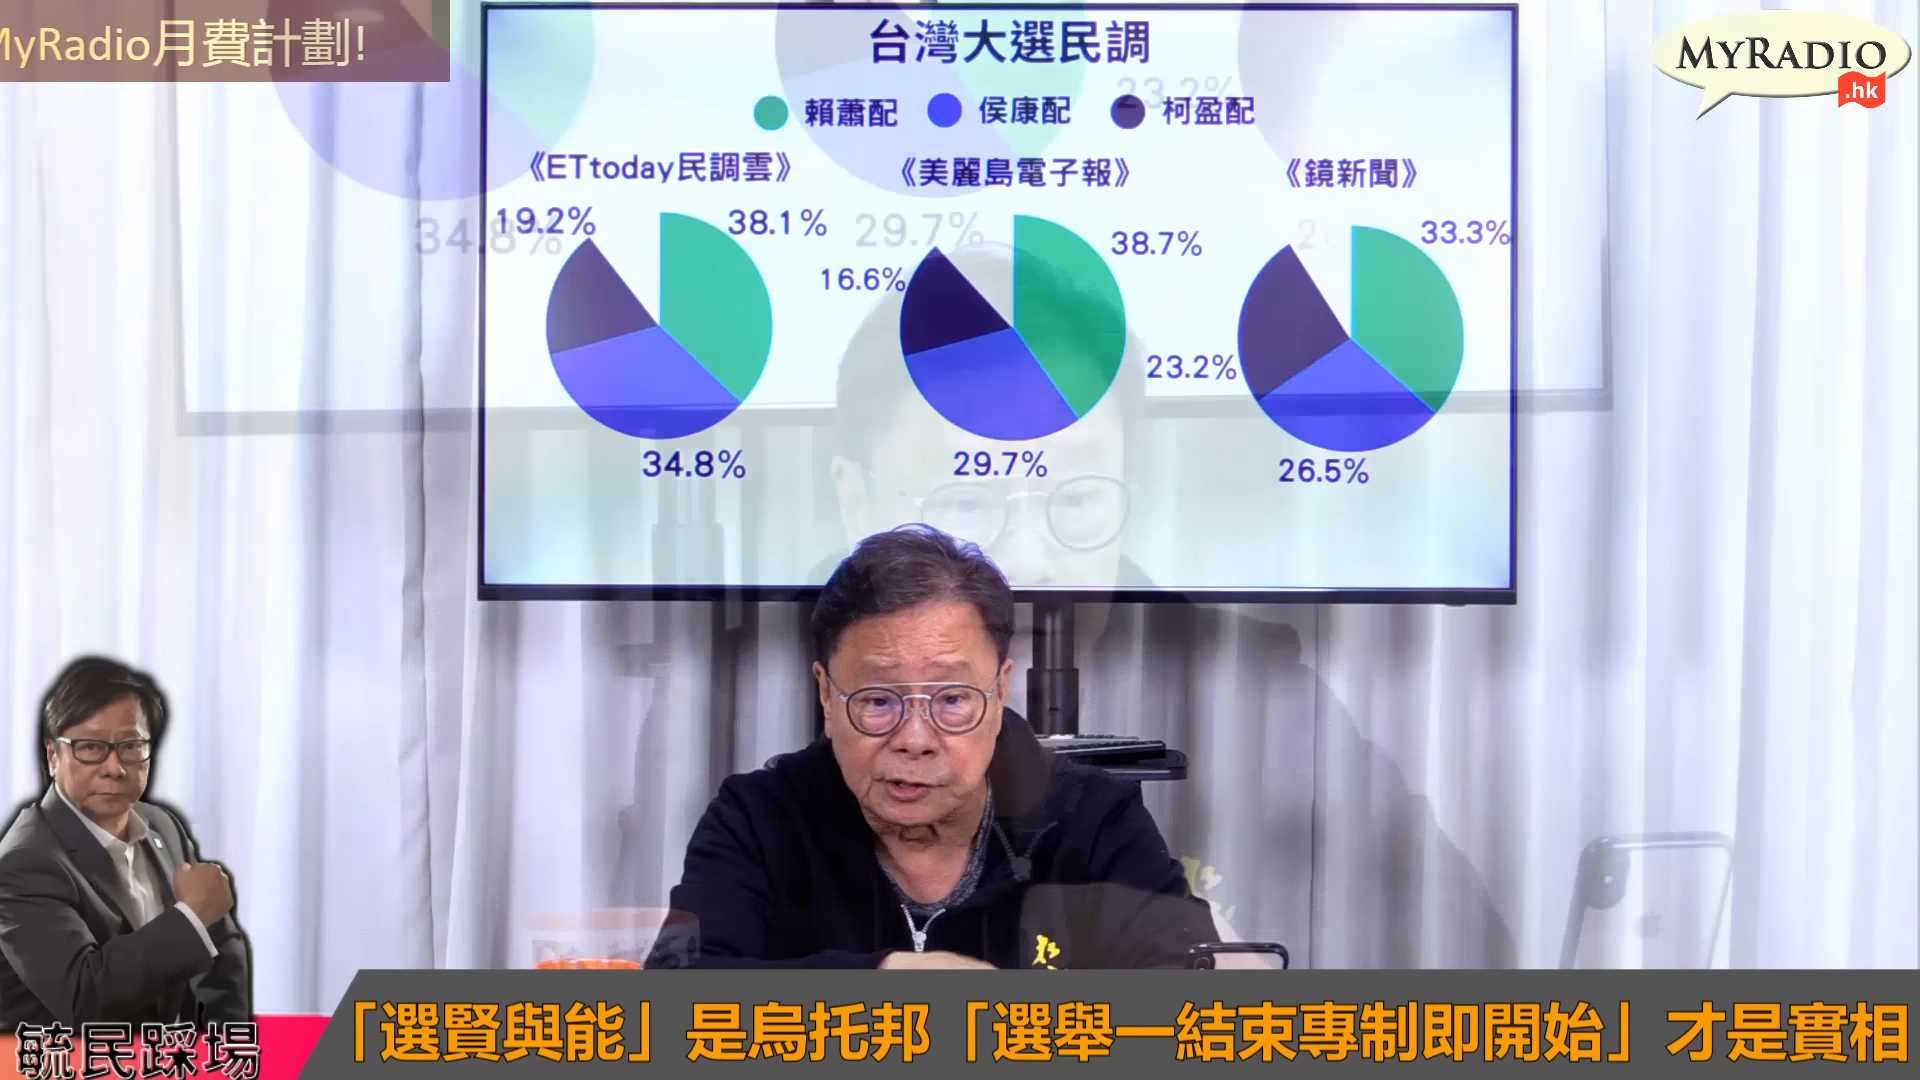 MyRadio月費計劃!
MYRADIO
.hk
台灣大選民調
賴蕭配 侯康配 柯盈配
《ETtoday民調雲》 《美麗島電子報》 《鏡新聞》
19.2% 38.1% 34.8%
16.6% 38.7% 29.7%
23.2% 33.3% 26.5%
34.8% 29.7% 23.2%
毓民踩場
「選賢與能」是烏托邦「選舉一結束專制即開始」才是實相